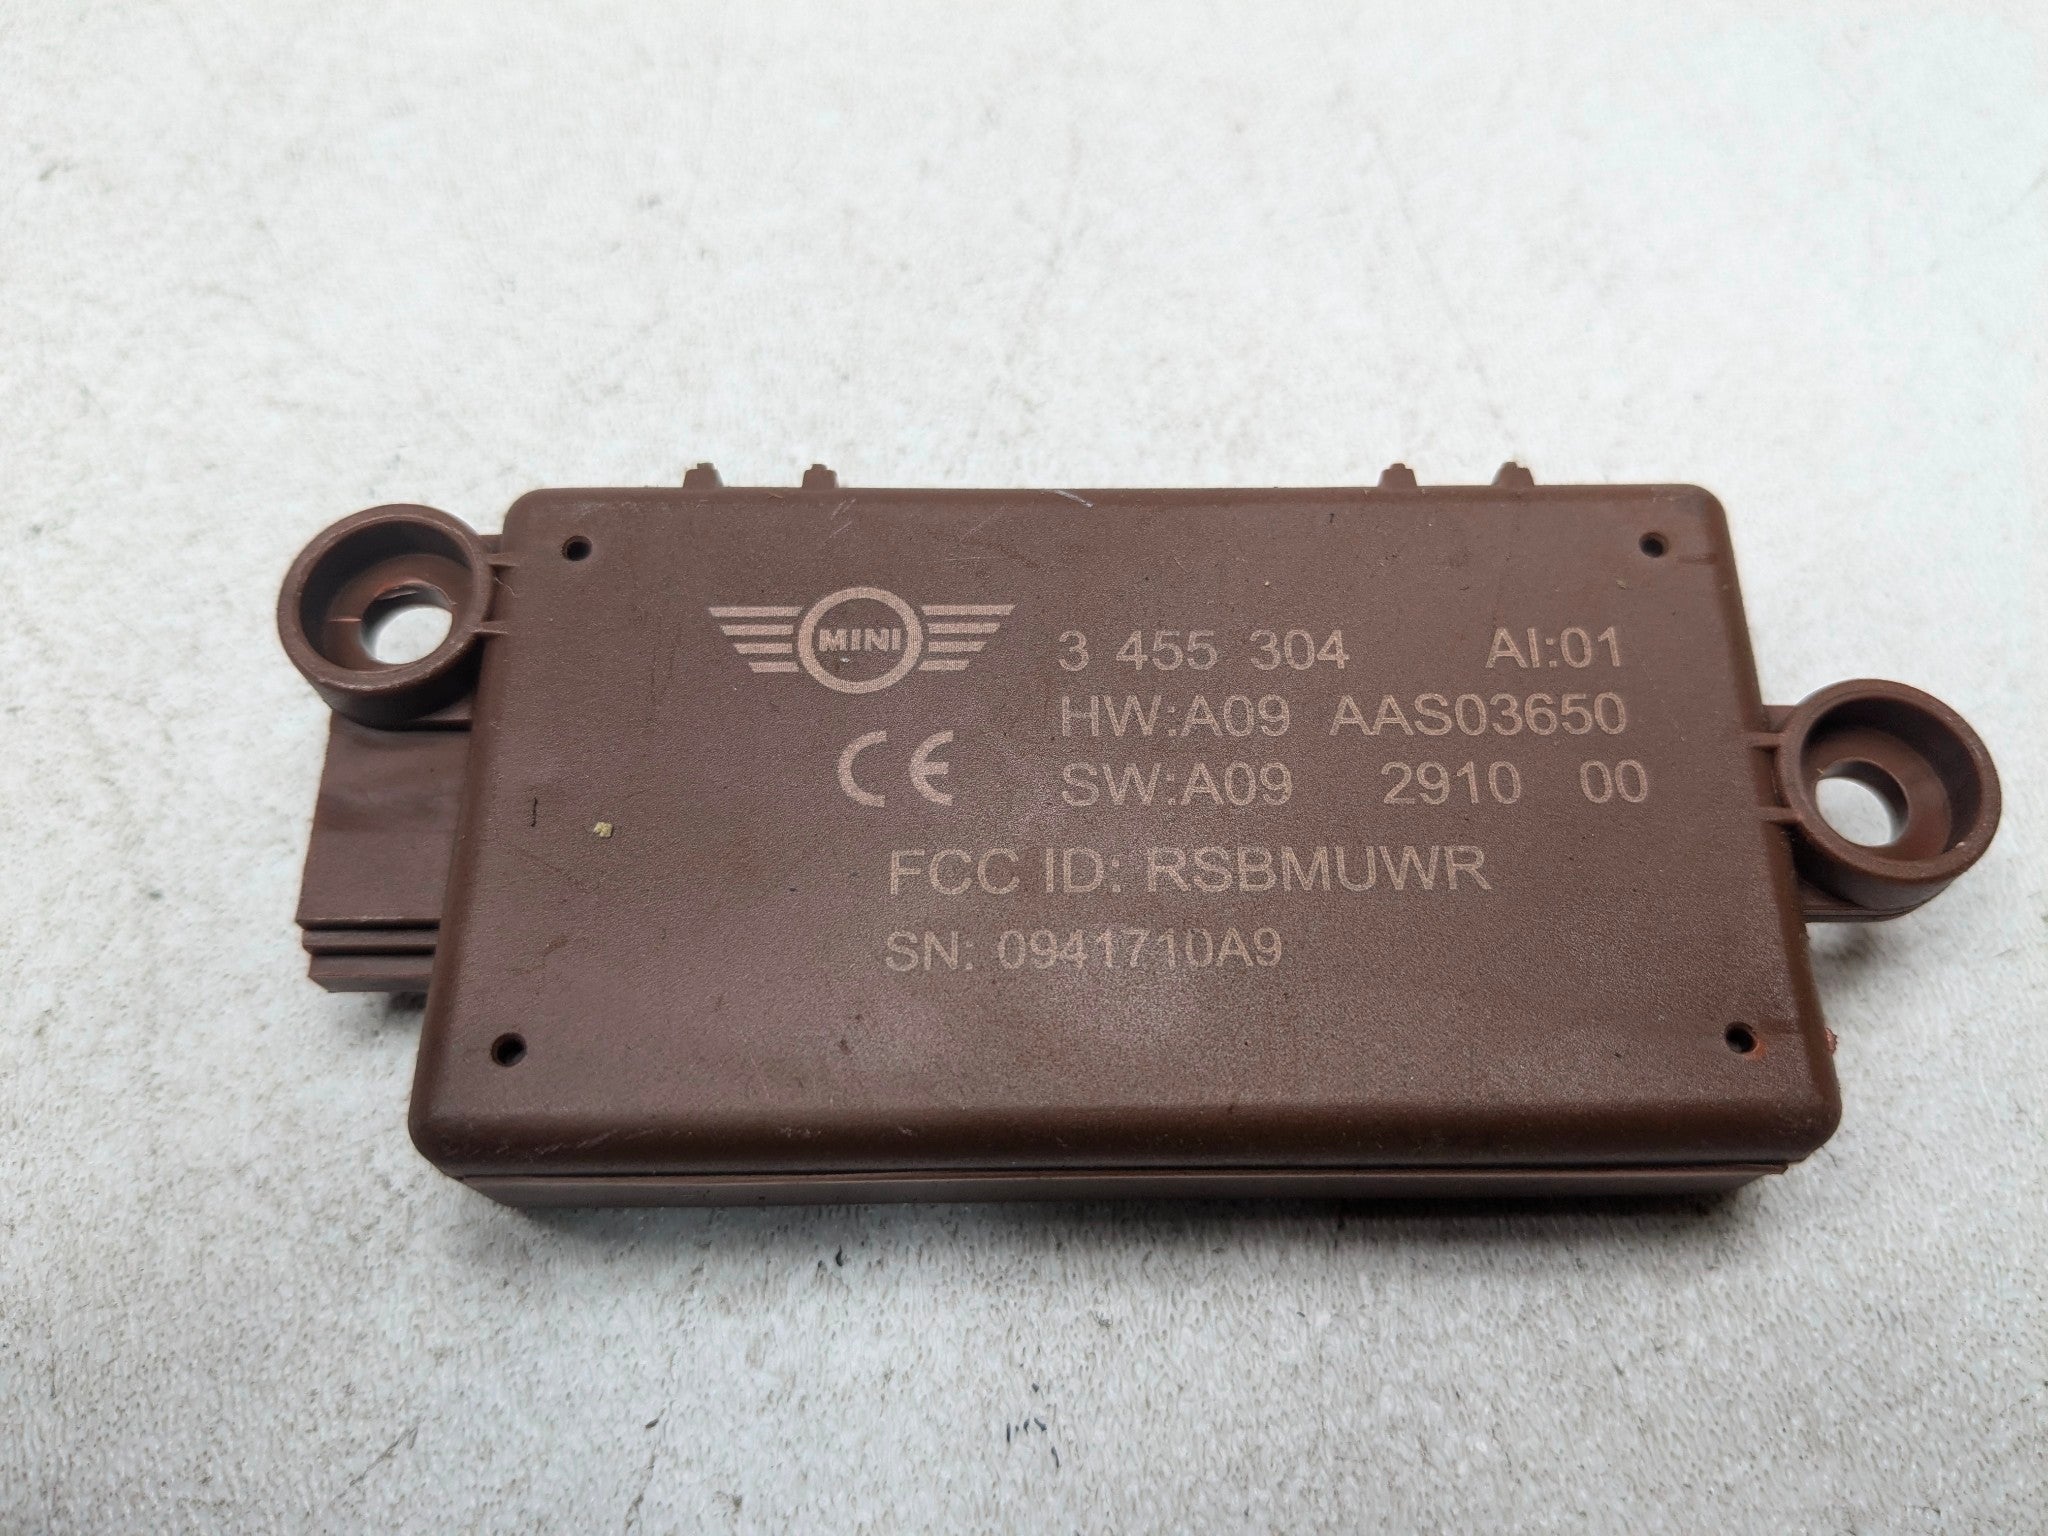 MINI
3 455 304 AI:01
HW:A09 AAS03650
CE SW:A09 2910 00
FCC ID: RSBMUWR
SN: 0941710A9